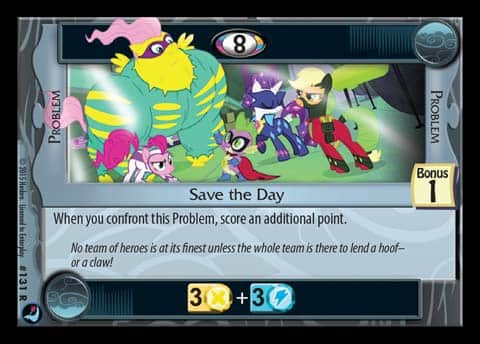 8
PROBLEM
PROBLEM
Save the Day
Bonus
1
When you confront this Problem, score an additional point.
No team of heroes is at its finest unless the whole team is there to lend a hoof–
or a claw!
3 + 3
© 2015 Hasbro. Licensed to Enterplay.
#131 R